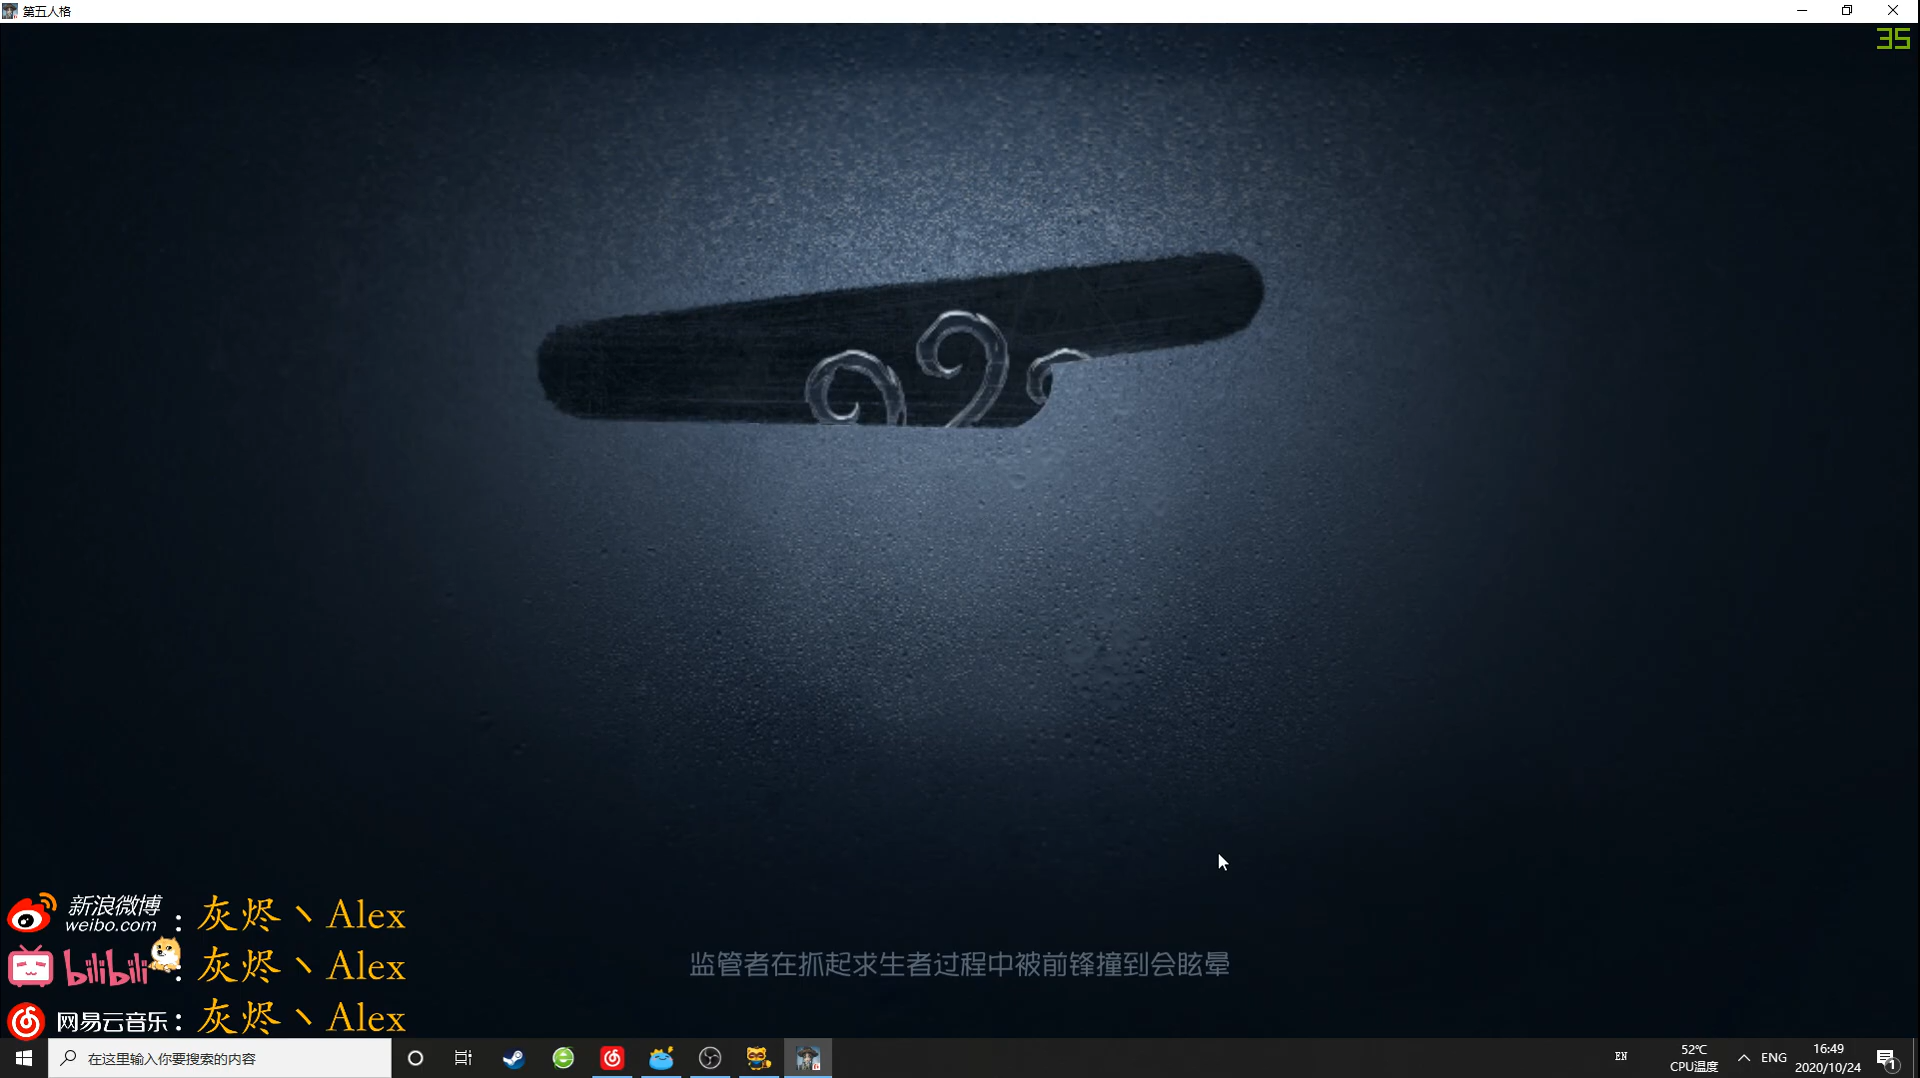 第五人格
35
新浪微博
weibo.com
：灰烬丶Alex
bilibili
：灰烬丶Alex
网易云音乐：灰烬丶Alex
监管者在抓起求生者过程中被前锋撞到会眩晕
在这里输入你要搜索的内容
EN
52℃
CPU温度
ENG
16:49
2020/10/24
1